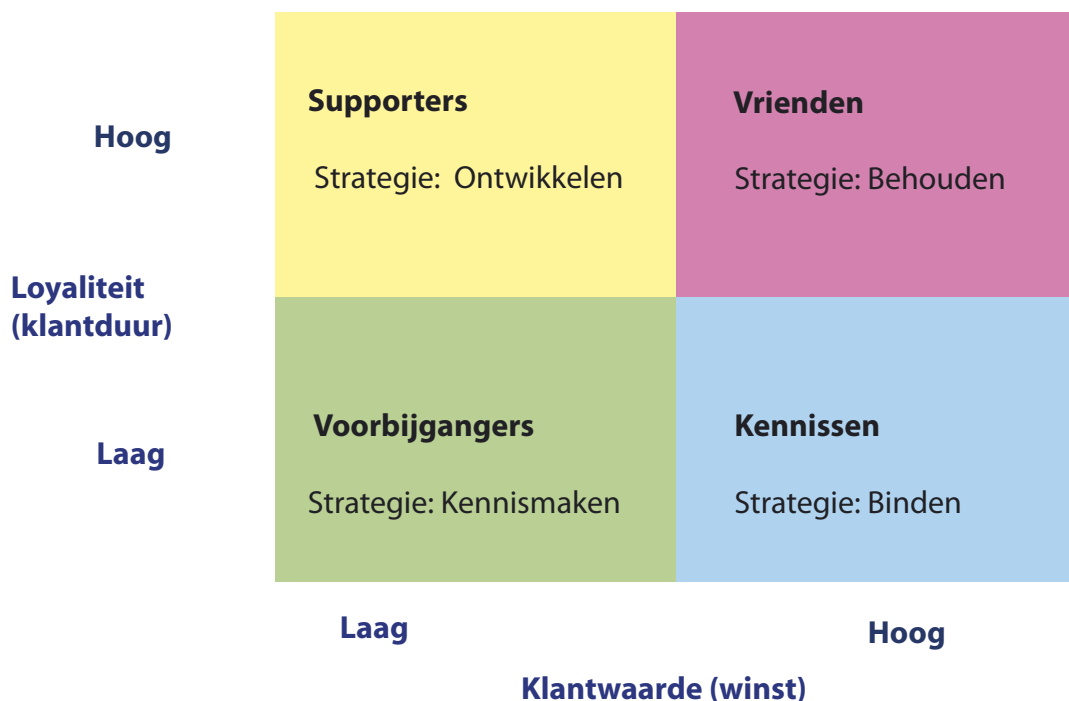 Supporters
Vrienden
Hoog
Strategie: Ontwikkelen
Strategie: Behouden
Loyaliteit
(klantduur)
Voorbijgangers
Kennissen
Laag
Strategie: Kennismaken
Strategie: Binden
Laag
Hoog
Klantwaarde (winst)